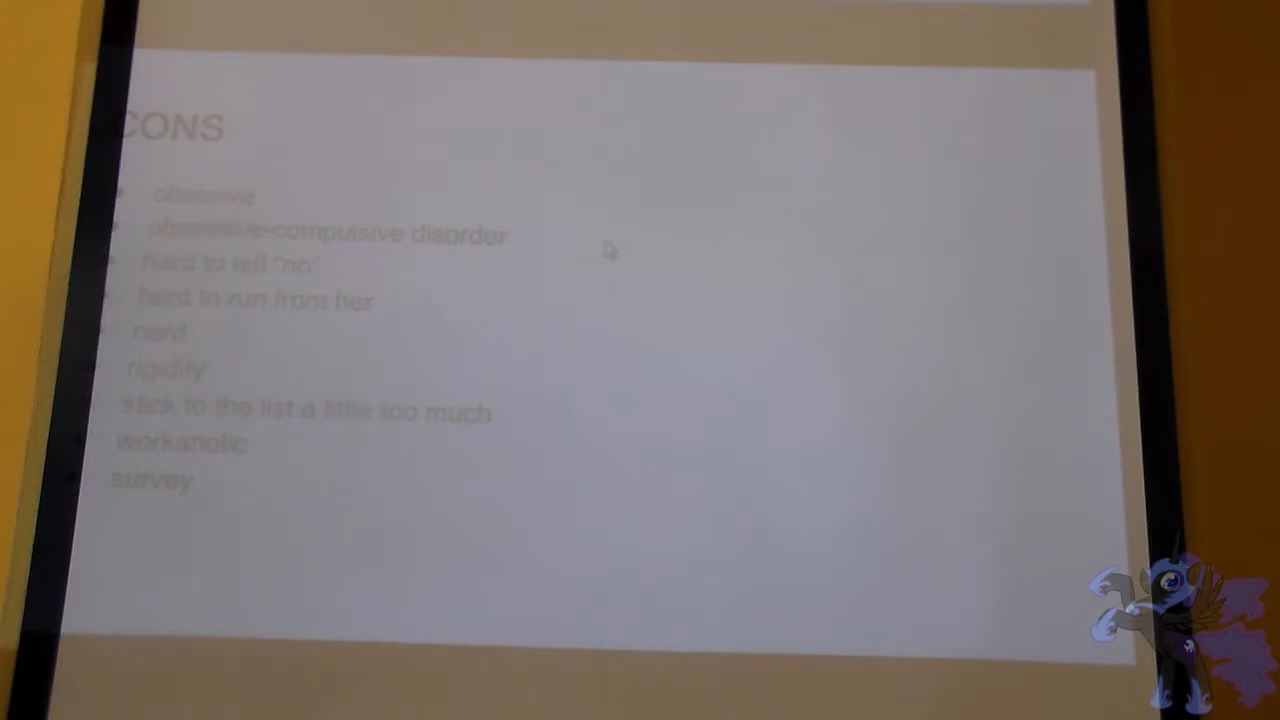 CONS
obsessive
obsessive-compulsive disorder
hard to tell "no"
hard to run from her
nerd
rigidity
stick to the list a little too much
workaholic
survey